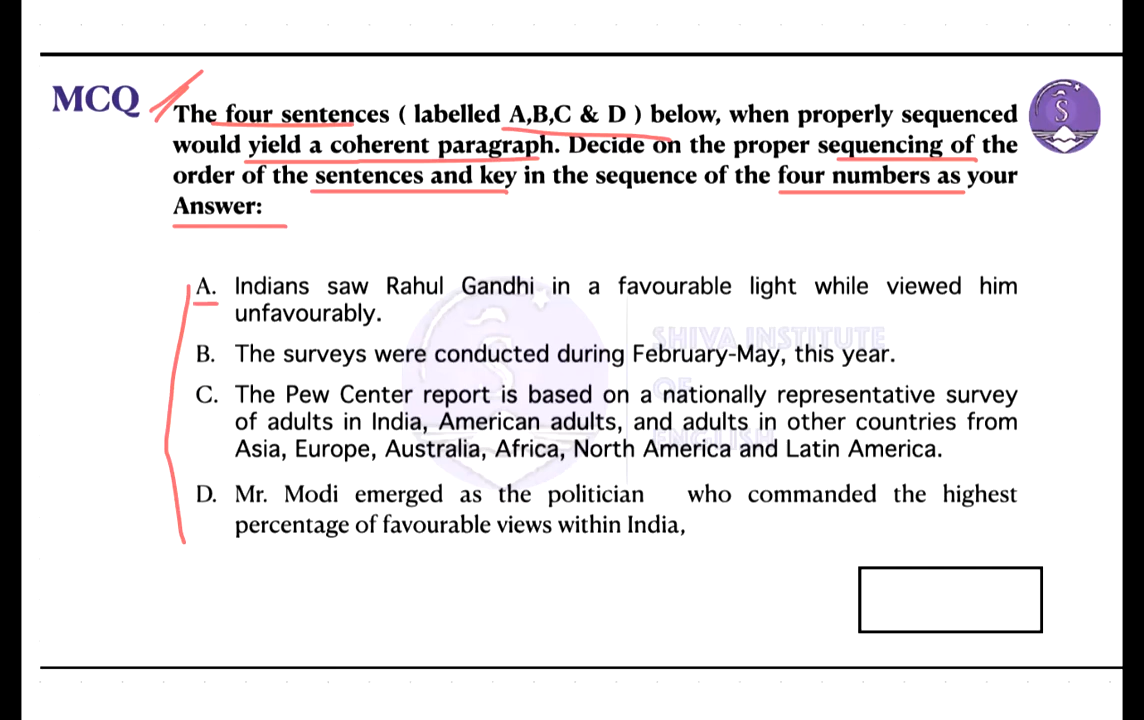 MCQ
The four sentences ( labelled A,B,C & D ) below, when properly sequenced
would yield a coherent paragraph. Decide on the proper sequencing of the
order of the sentences and key in the sequence of the four numbers as your
Answer:
A. Indians saw Rahul Gandhi in a favourable light while viewed him
unfavourably.
B. The surveys were conducted during February-May, this year.
C. The Pew Center report is based on a nationally representative survey
of adults in India, American adults, and adults in other countries from
Asia, Europe, Australia, Africa, North America and Latin America.
D. Mr. Modi emerged as the politician who commanded the highest
percentage of favourable views within India,
SHIVA INSTITUTE
OF
ENGLISH
S